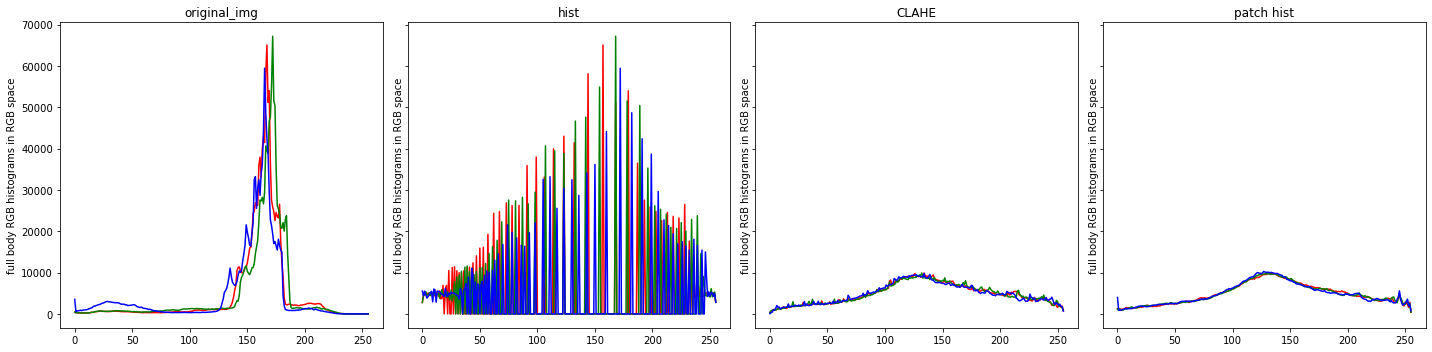 original_img
hist
CLAHE
patch hist
full body RGB histograms in RGB space
70000
60000
50000
40000
30000
20000
10000
0
0 50 100 150 200 250
full body RGB histograms in RGB space
0 50 100 150 200 250
full body RGB histograms in RGB space
0 50 100 150 200 250
full body RGB histograms in RGB space
0 50 100 150 200 250